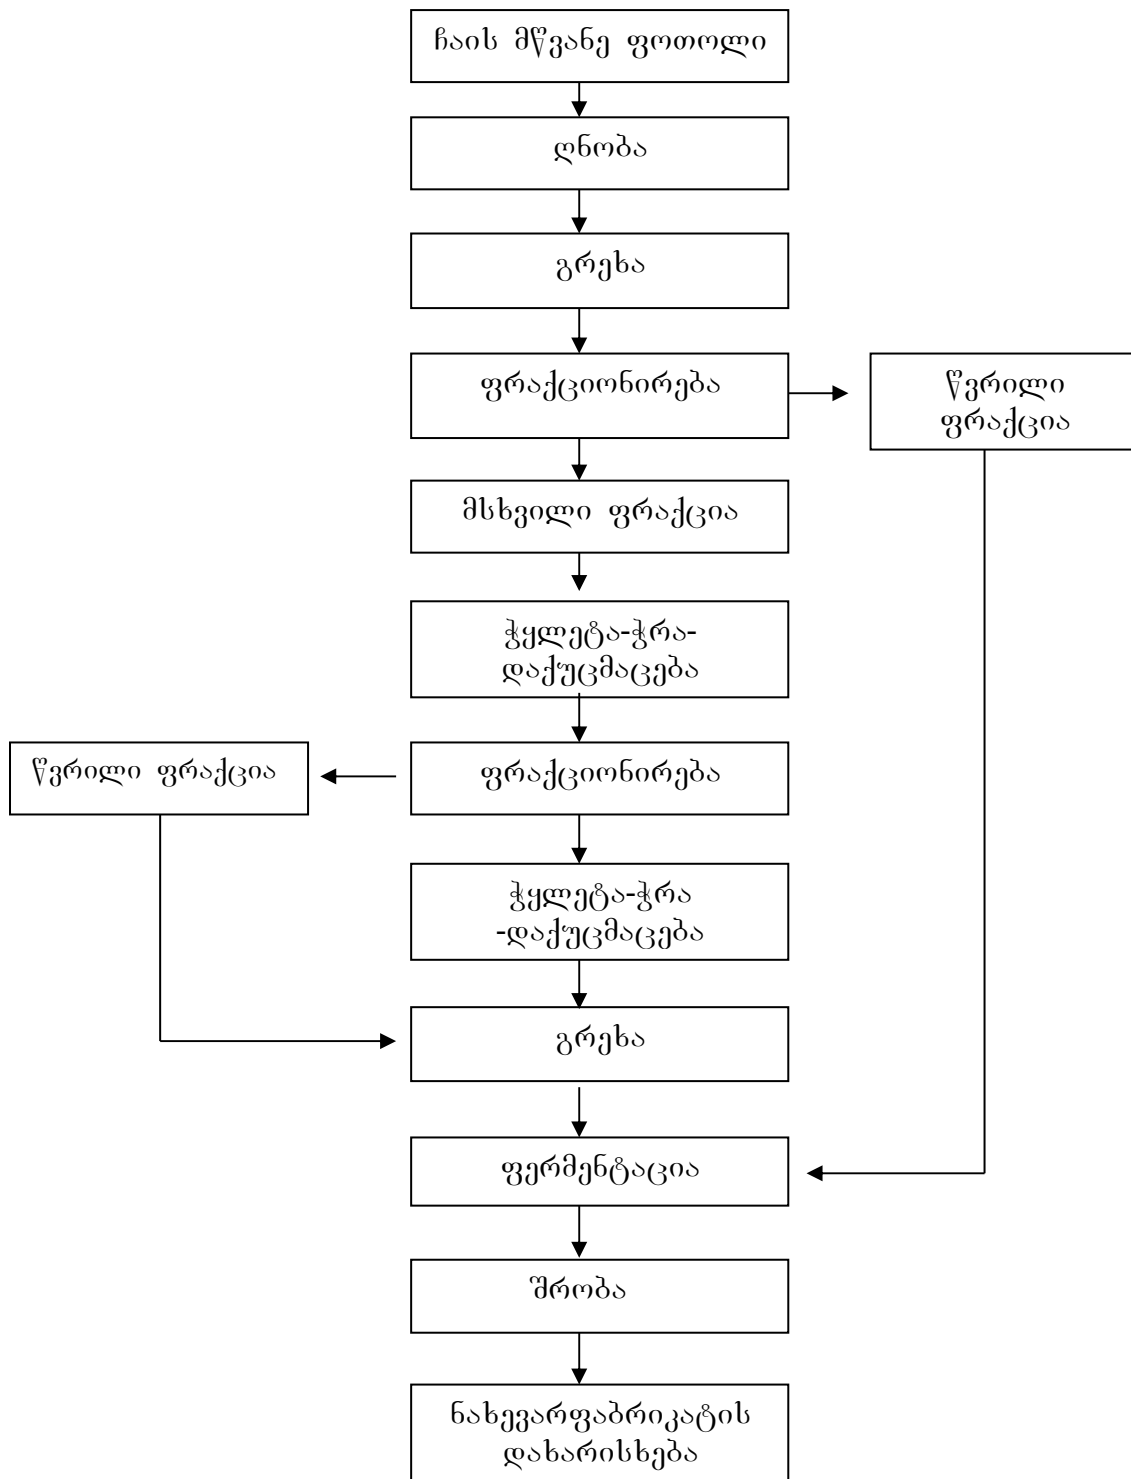 ჩაის მწვანე ფოთოლი
ღნობა
გრეხა
ფრაქციონირება
წვრილი
ფრაქცია
მსხვილი ფრაქცია
ჭყლეტა-ჭრა-
დაქუცმაცება
წვრილი ფრაქცია
ფრაქციონირება
ჭყლეტა-ჭრა
-დაქუცმაცება
გრეხა
ფერმენტაცია
შრობა
ნახევარფაბრიკატის
დახარისხება